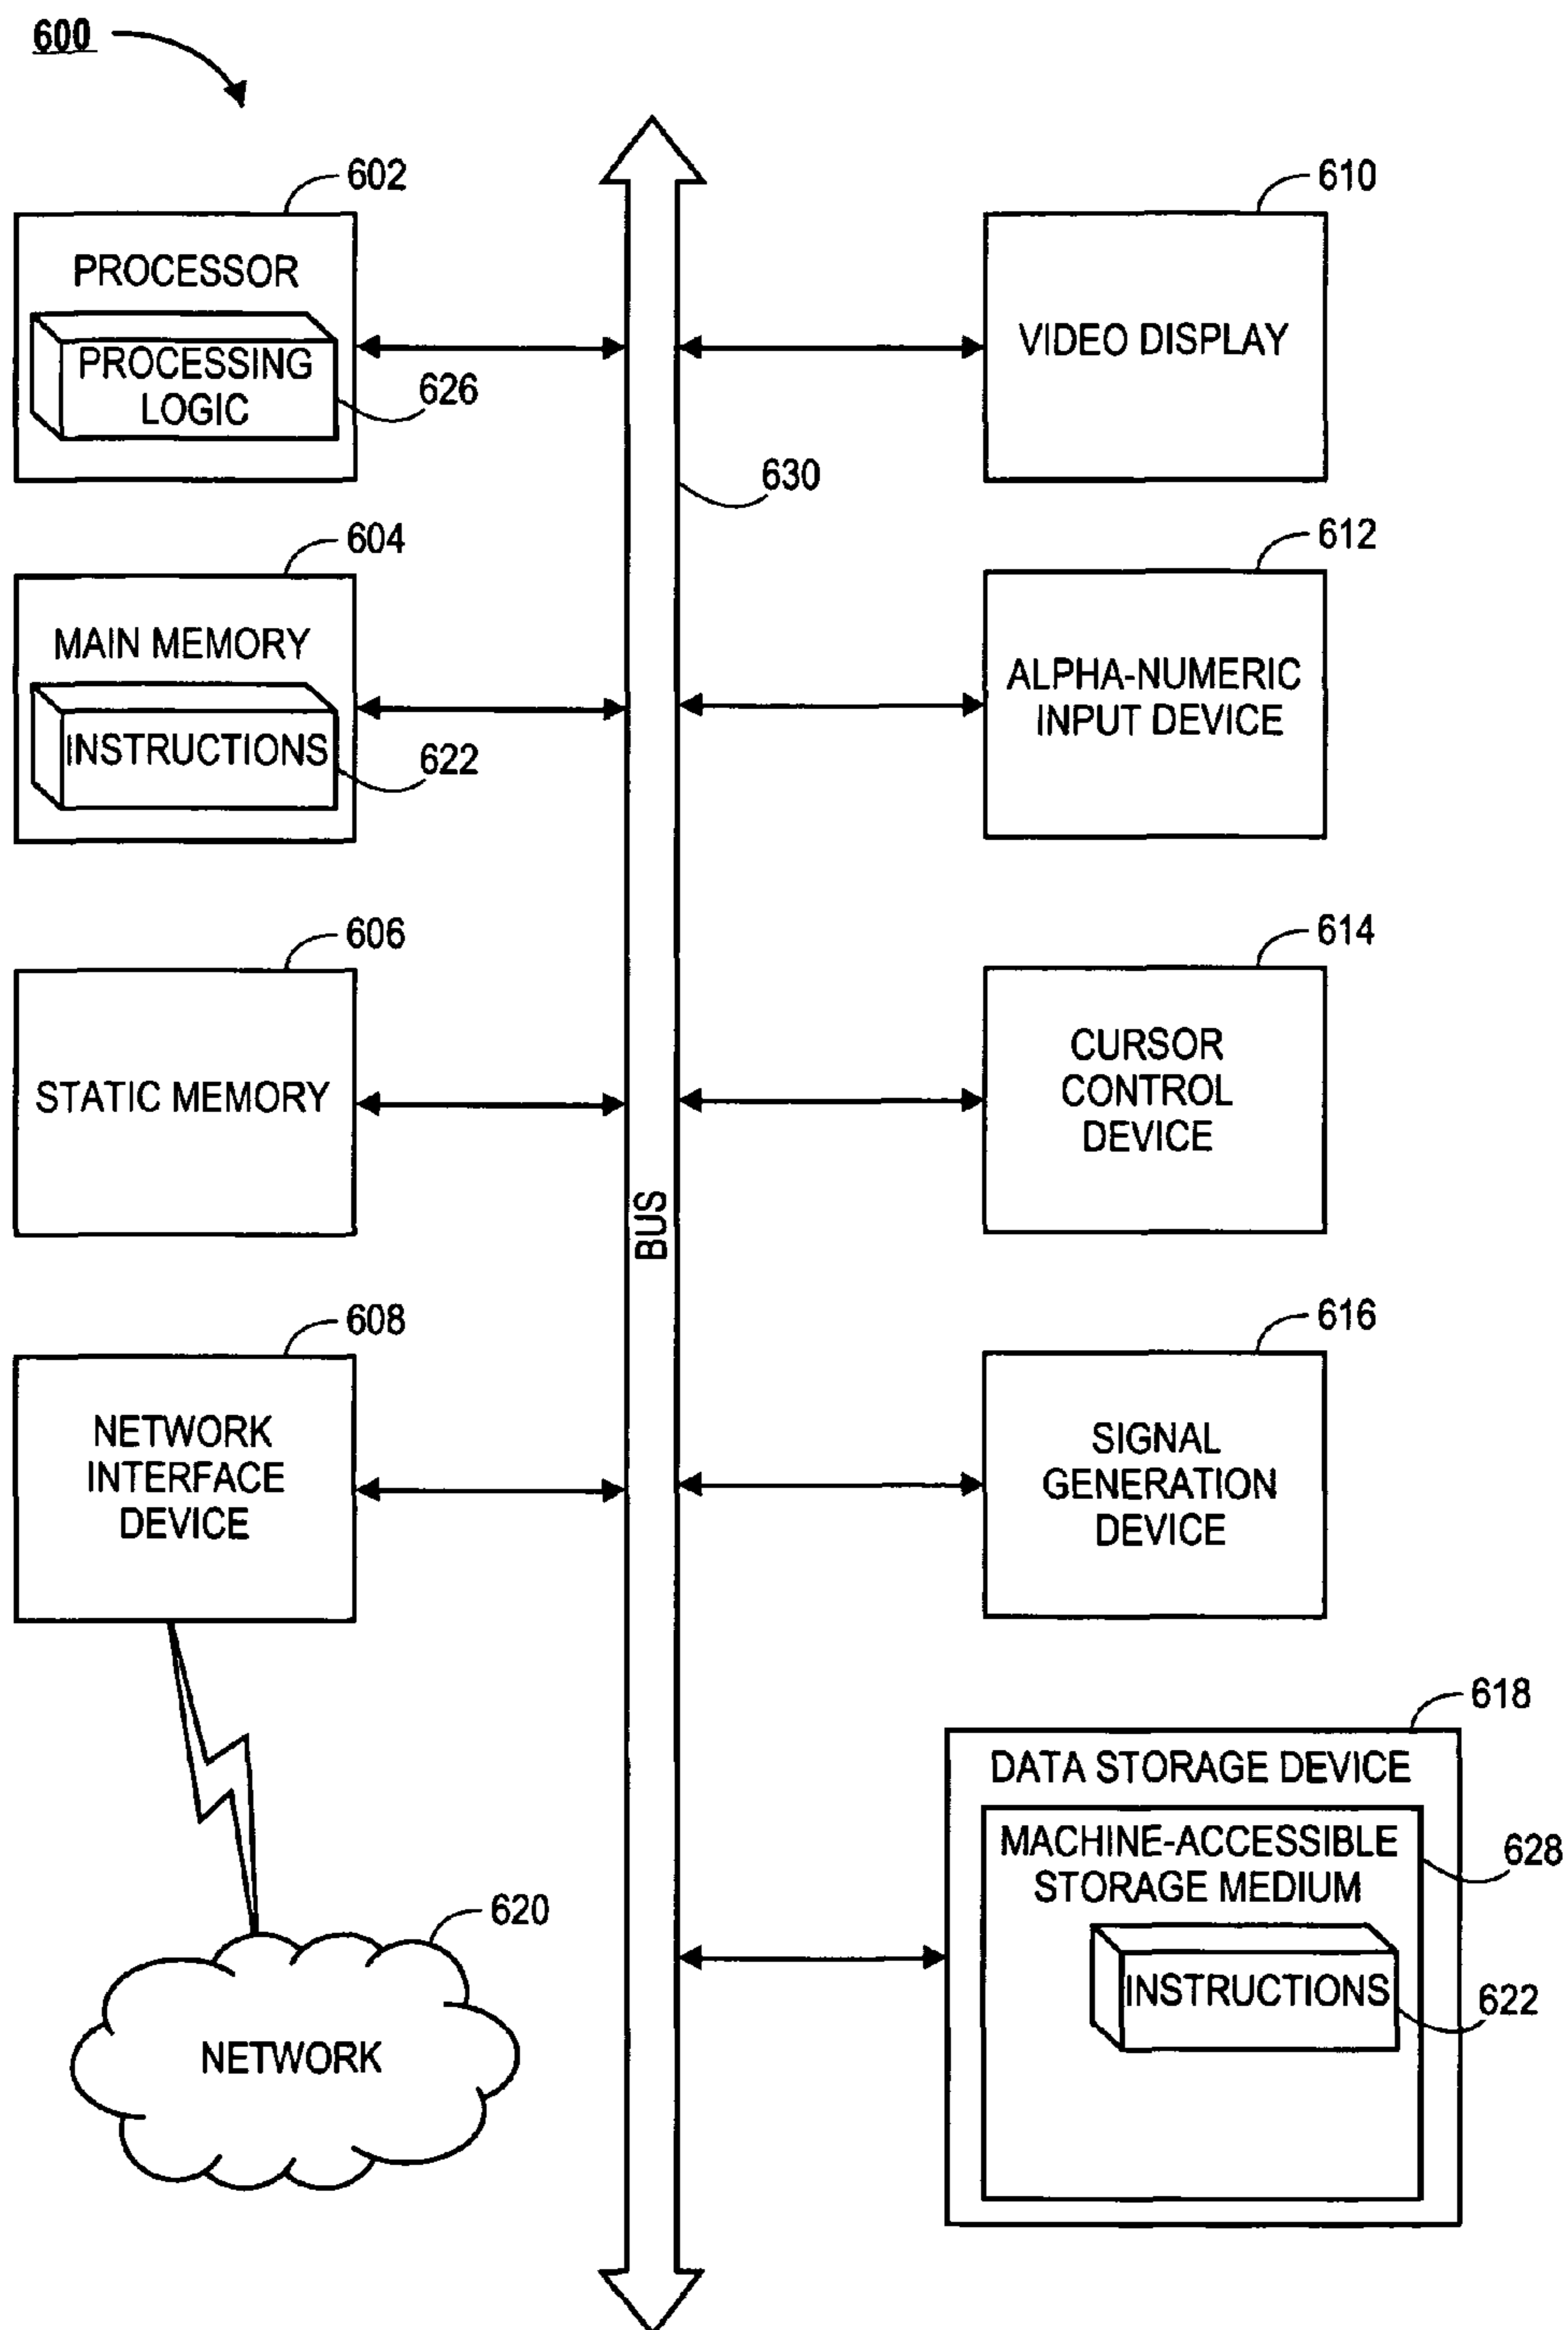 600
602
PROCESSOR
PROCESSING
LOGIC
626
604
MAIN MEMORY
INSTRUCTIONS
622
606
STATIC MEMORY
608
NETWORK
INTERFACE
DEVICE
620
NETWORK
630
BUS
610
VIDEO DISPLAY
612
ALPHA-NUMERIC
INPUT DEVICE
614
CURSOR
CONTROL
DEVICE
616
SIGNAL
GENERATION
DEVICE
618
DATA STORAGE DEVICE
MACHINE-ACCESSIBLE
STORAGE MEDIUM
628
INSTRUCTIONS
622